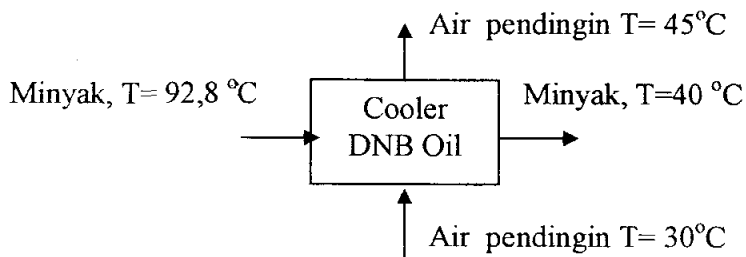 Air pendingin T= 45°C
Minyak, T= 92,8 °C
Cooler
DNB Oil
Minyak, T=40 °C
Air pendingin T= 30°C